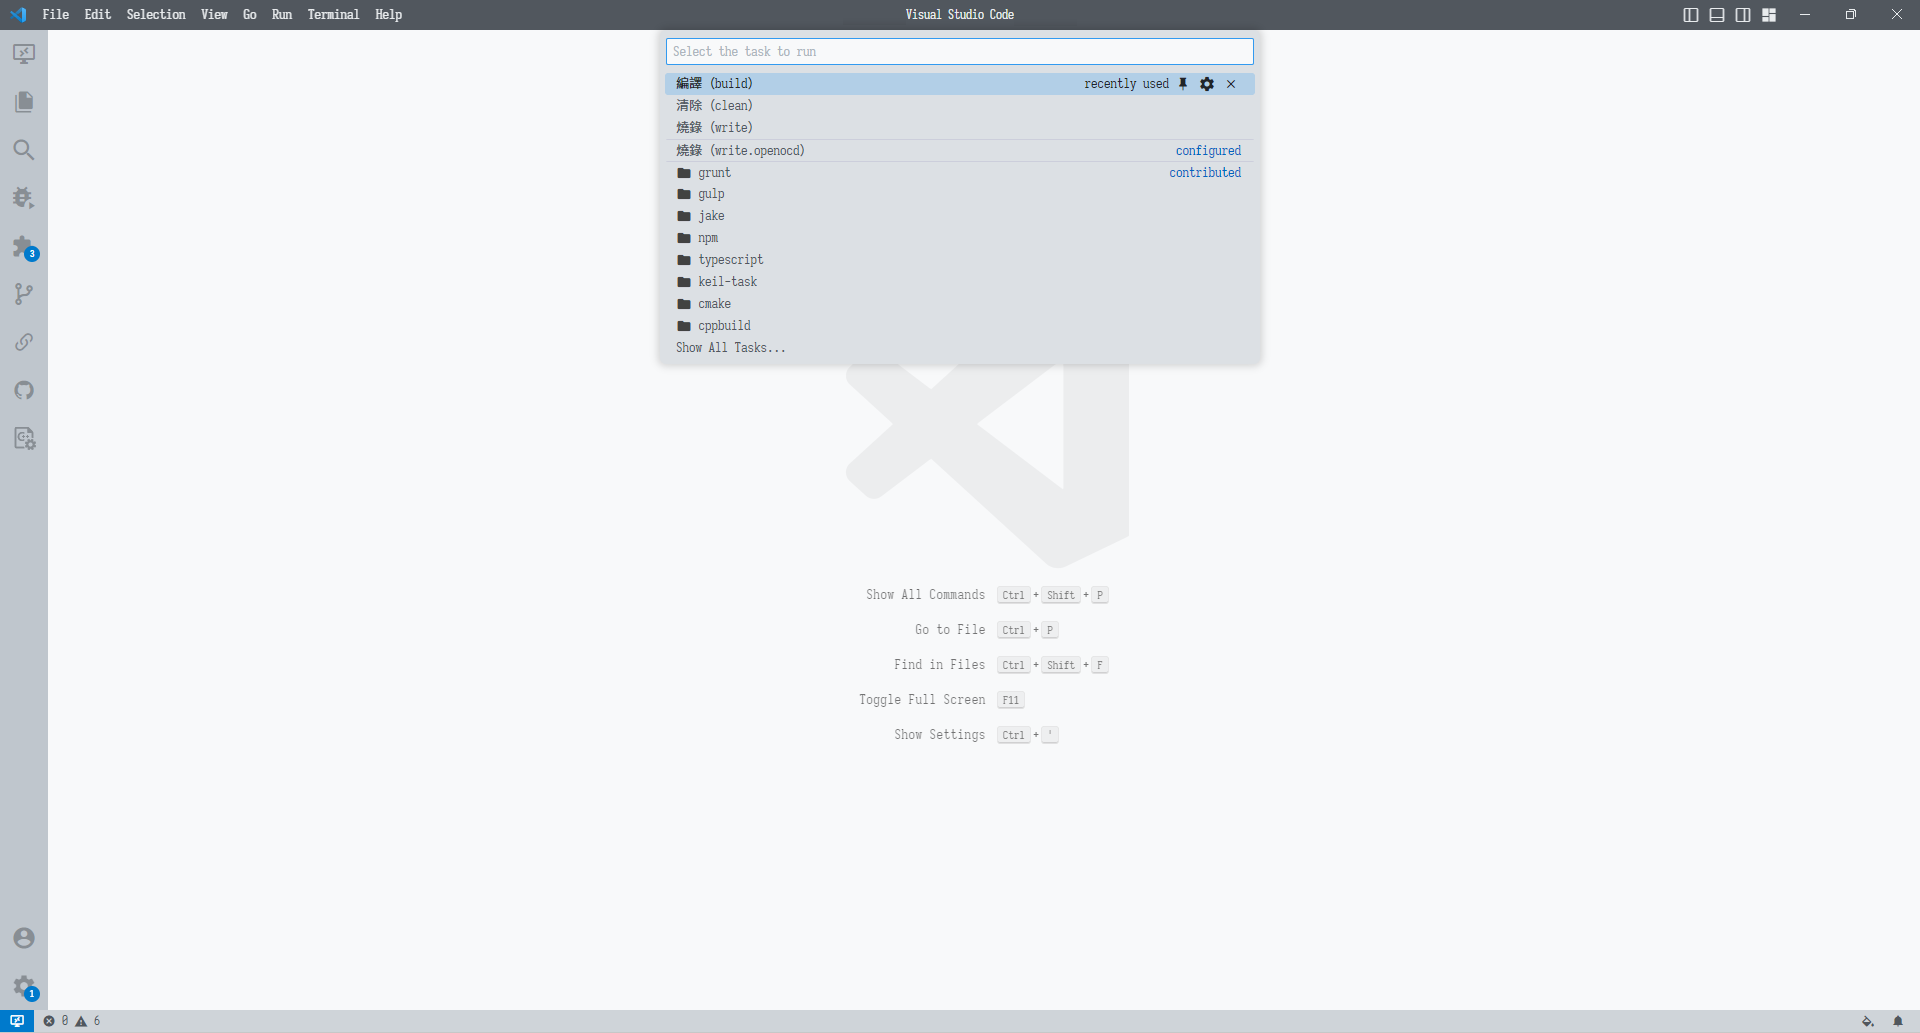 File Edit Selection View Go Run Terminal Help
Visual Studio Code
Select the task to run
編譯 (build) recently used
清除 (clean)
燒錄 (write)
燒錄 (write.openocd) configured
grunt contributed
gulp
jake
npm
typescript
keil-task
cmake
cppbuild
Show All Tasks...
3
Show All Commands Ctrl + Shift + P
Go to File Ctrl + P
Find in Files Ctrl + Shift + F
Toggle Full Screen F11
Show Settings Ctrl + '
1
0 6